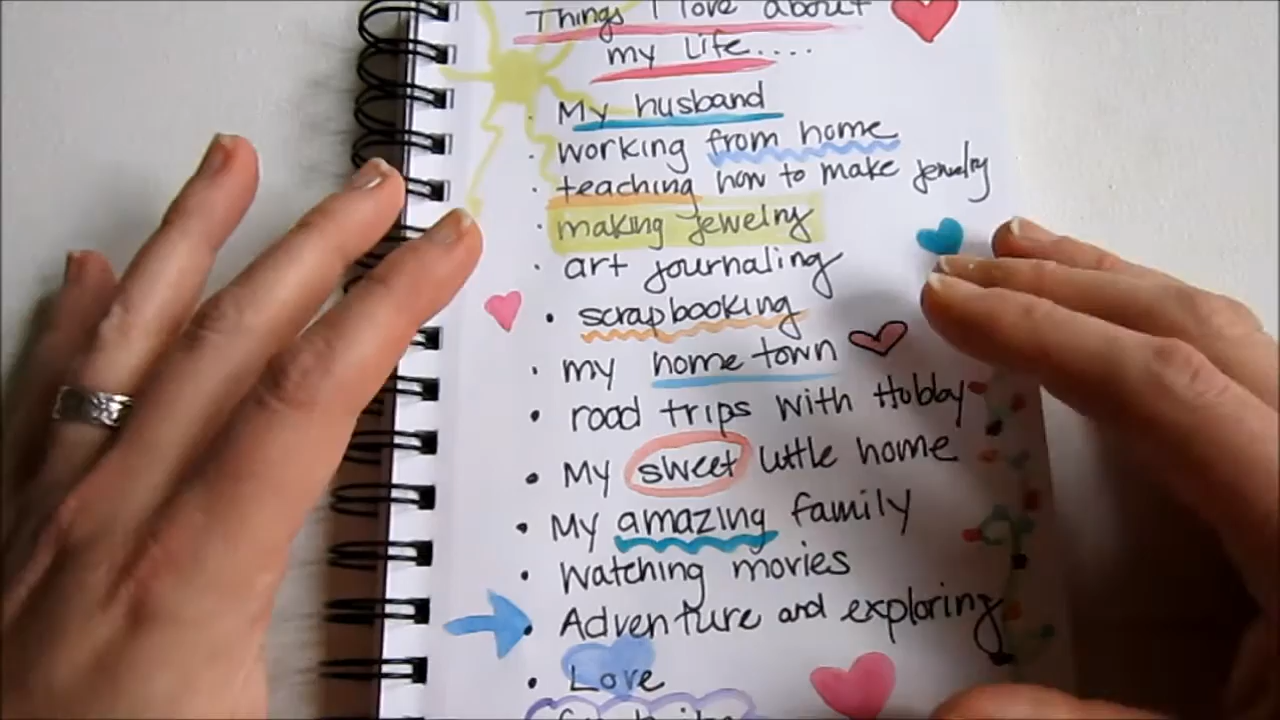 Things I love about
my Life....
· My husband
· working from home
· teaching how to make jewelry
· making jewelry
· art journaling
• scrapbooking
· my home town
• road trips with Hubby
• My sweet little home
• My amazing family
• Watching movies
• Adventure and exploring
• Love